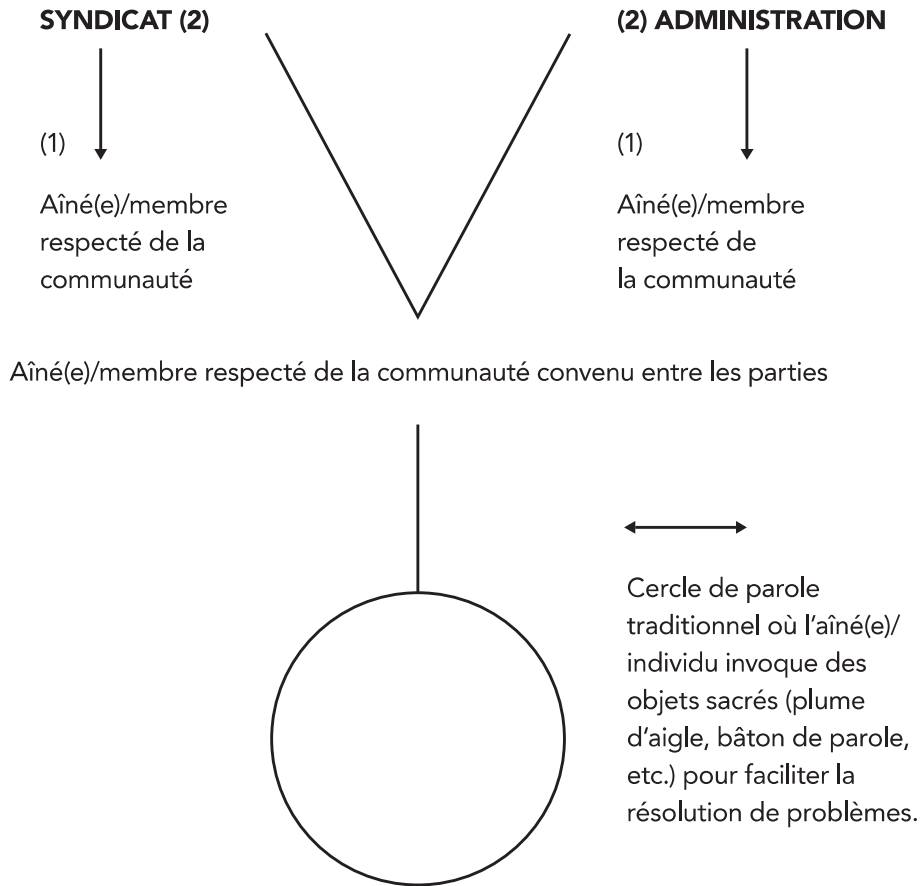 SYNDICAT (2)
(1)
Aîné(e)/membre
respecté de la
communauté
(2) ADMINISTRATION
(1)
Aîné(e)/membre
respecté de
la communauté
Aîné(e)/membre respecté de la communauté convenu entre les parties
Cercle de parole
traditionnel où l'aîné(e)/
individu invoque des
objets sacrés (plume
d'aigle, bâton de parole,
etc.) pour faciliter la
résolution de problèmes.